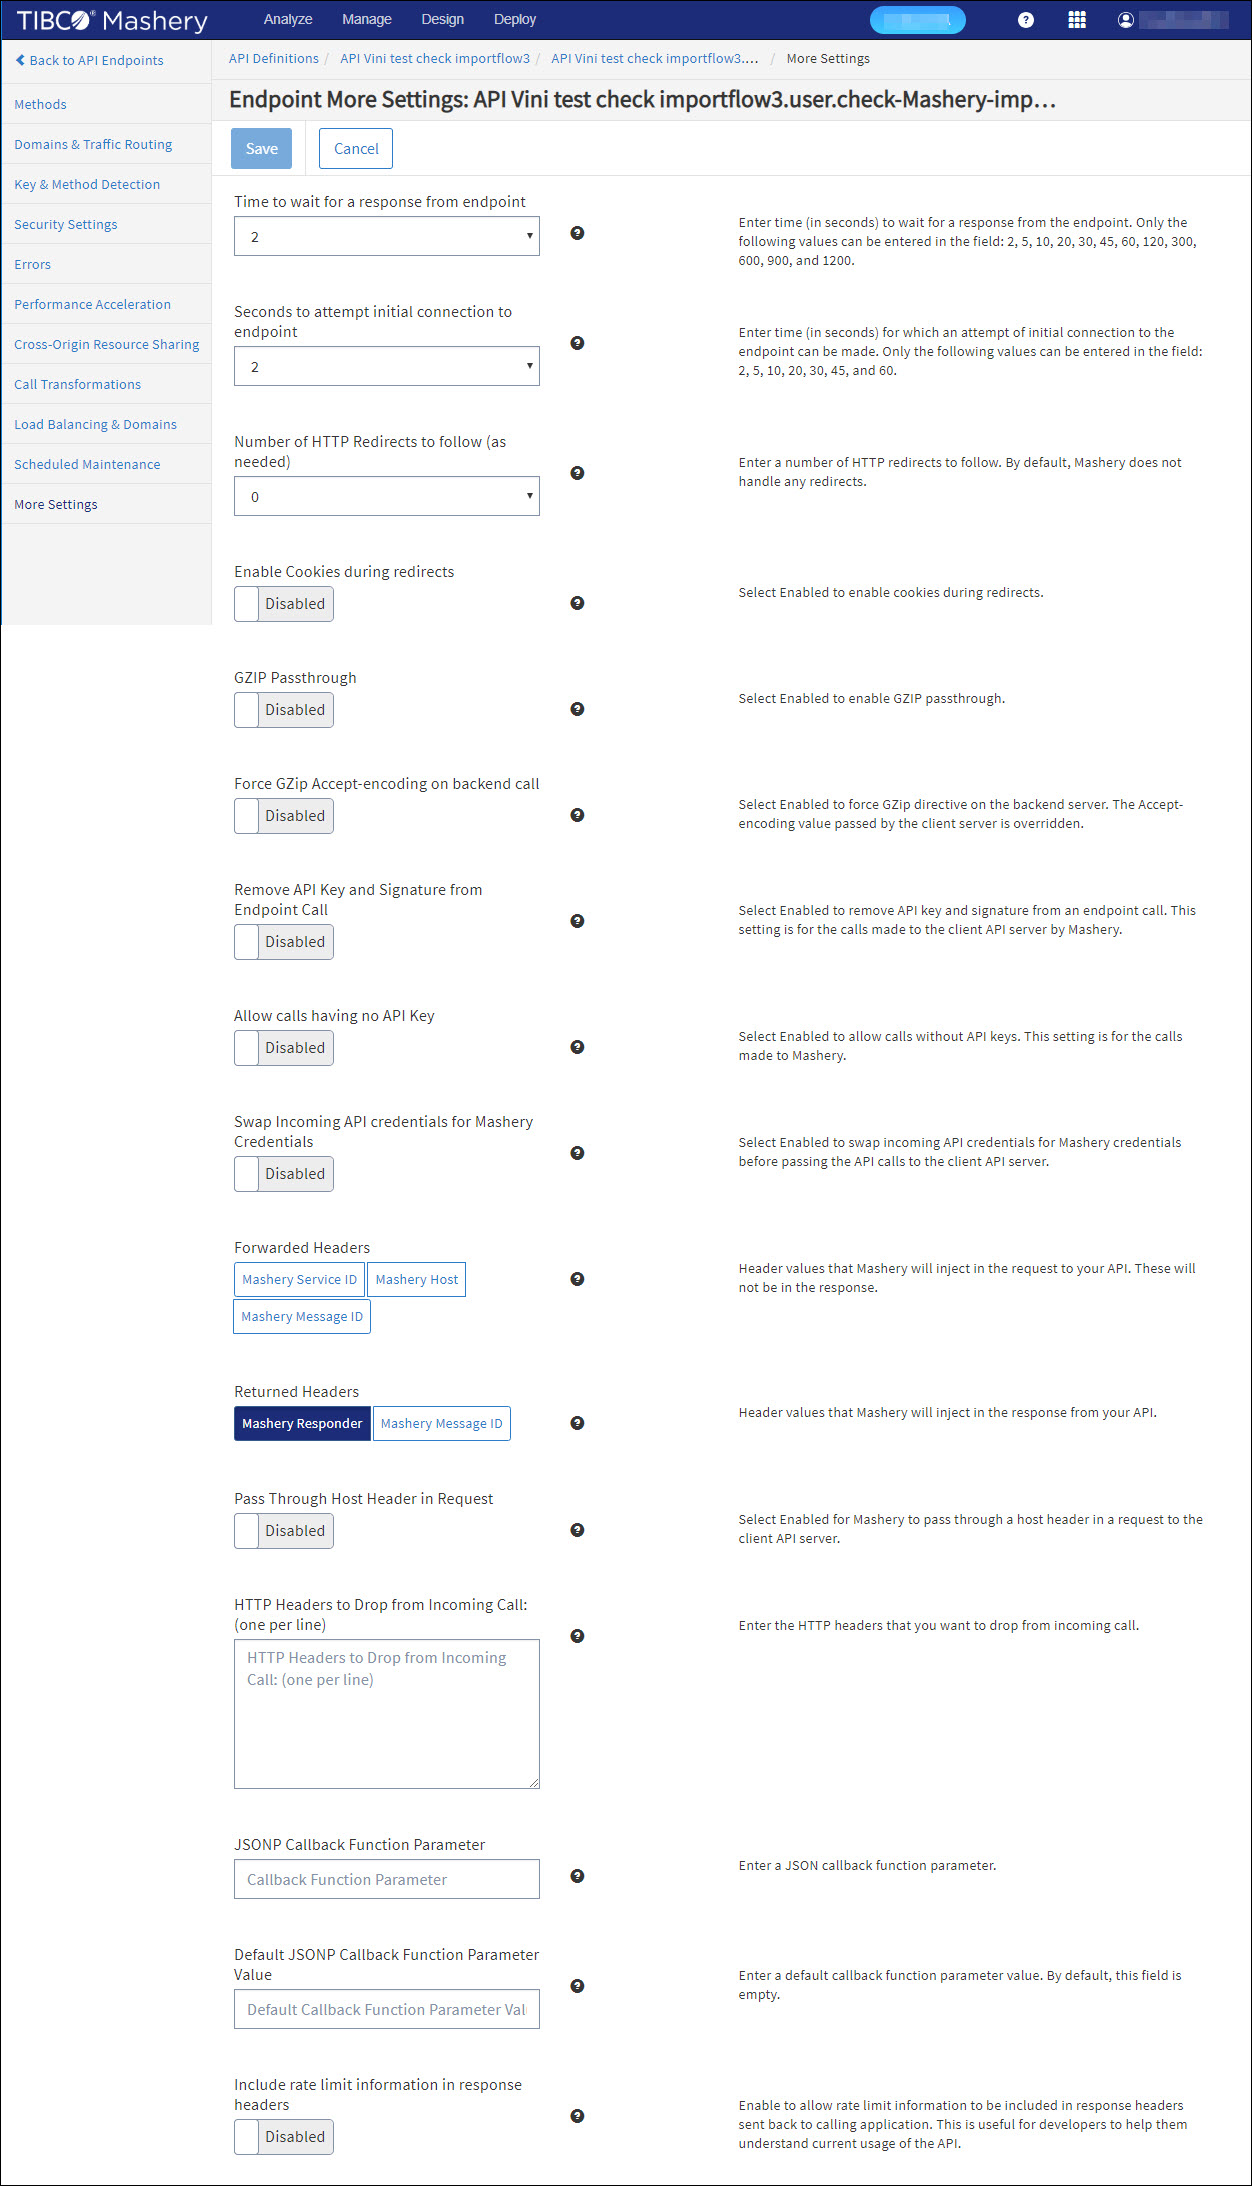 TIBCO® Mashery
Analyze Manage Design Deploy
Back to API Endpoints
Methods
Domains & Traffic Routing
Key & Method Detection
Security Settings
Errors
Performance Acceleration
Cross-Origin Resource Sharing
Call Transformations
Load Balancing & Domains
Scheduled Maintenance
More Settings
API Definitions / API Vini test check importflow3 / API Vini test check importflow3.... / More Settings
Endpoint More Settings: API Vini test check importflow3.user.check-Mashery-imp...
Save Cancel
Time to wait for a response from endpoint
2
Enter time (in seconds) to wait for a response from the endpoint. Only the
following values can be entered in the field: 2, 5, 10, 20, 30, 45, 60, 120, 300,
600, 900, and 1200.
Seconds to attempt initial connection to
endpoint
2
Enter time (in seconds) for which an attempt of initial connection to the
endpoint can be made. Only the following values can be entered in the field:
2, 5, 10, 20, 30, 45, and 60.
Number of HTTP Redirects to follow (as
needed)
0
Enter a number of HTTP redirects to follow. By default, Mashery does not
handle any redirects.
Enable Cookies during redirects
Disabled
Select Enabled to enable cookies during redirects.
GZIP Passthrough
Disabled
Select Enabled to enable GZIP passthrough.
Force GZip Accept-encoding on backend call
Disabled
Select Enabled to force GZip directive on the backend server. The Accept-
encoding value passed by the client server is overridden.
Remove API Key and Signature from
Endpoint Call
Disabled
Select Enabled to remove API key and signature from an endpoint call. This
setting is for the calls made to the client API server by Mashery.
Allow calls having no API Key
Disabled
Select Enabled to allow calls without API keys. This setting is for the calls
made to Mashery.
Swap Incoming API credentials for Mashery
Credentials
Disabled
Select Enabled to swap incoming API credentials for Mashery credentials
before passing the API calls to the client API server.
Forwarded Headers
Mashery Service ID Mashery Host
Mashery Message ID
Header values that Mashery will inject in the request to your API. These will
not be in the response.
Returned Headers
Mashery Responder Mashery Message ID
Header values that Mashery will inject in the response from your API.
Pass Through Host Header in Request
Disabled
Select Enabled for Mashery to pass through a host header in a request to the
client API server.
HTTP Headers to Drop from Incoming Call:
(one per line)
HTTP Headers to Drop from Incoming
Call: (one per line)
Enter the HTTP headers that you want to drop from incoming call.
JSONP Callback Function Parameter
Callback Function Parameter
Enter a JSON callback function parameter.
Default JSONP Callback Function Parameter
Value
Default Callback Function Parameter Val
Enter a default callback function parameter value. By default, this field is
empty.
Include rate limit information in response
headers
Disabled
Enable to allow rate limit information to be included in response headers
sent back to calling application. This is useful for developers to help them
understand current usage of the API.